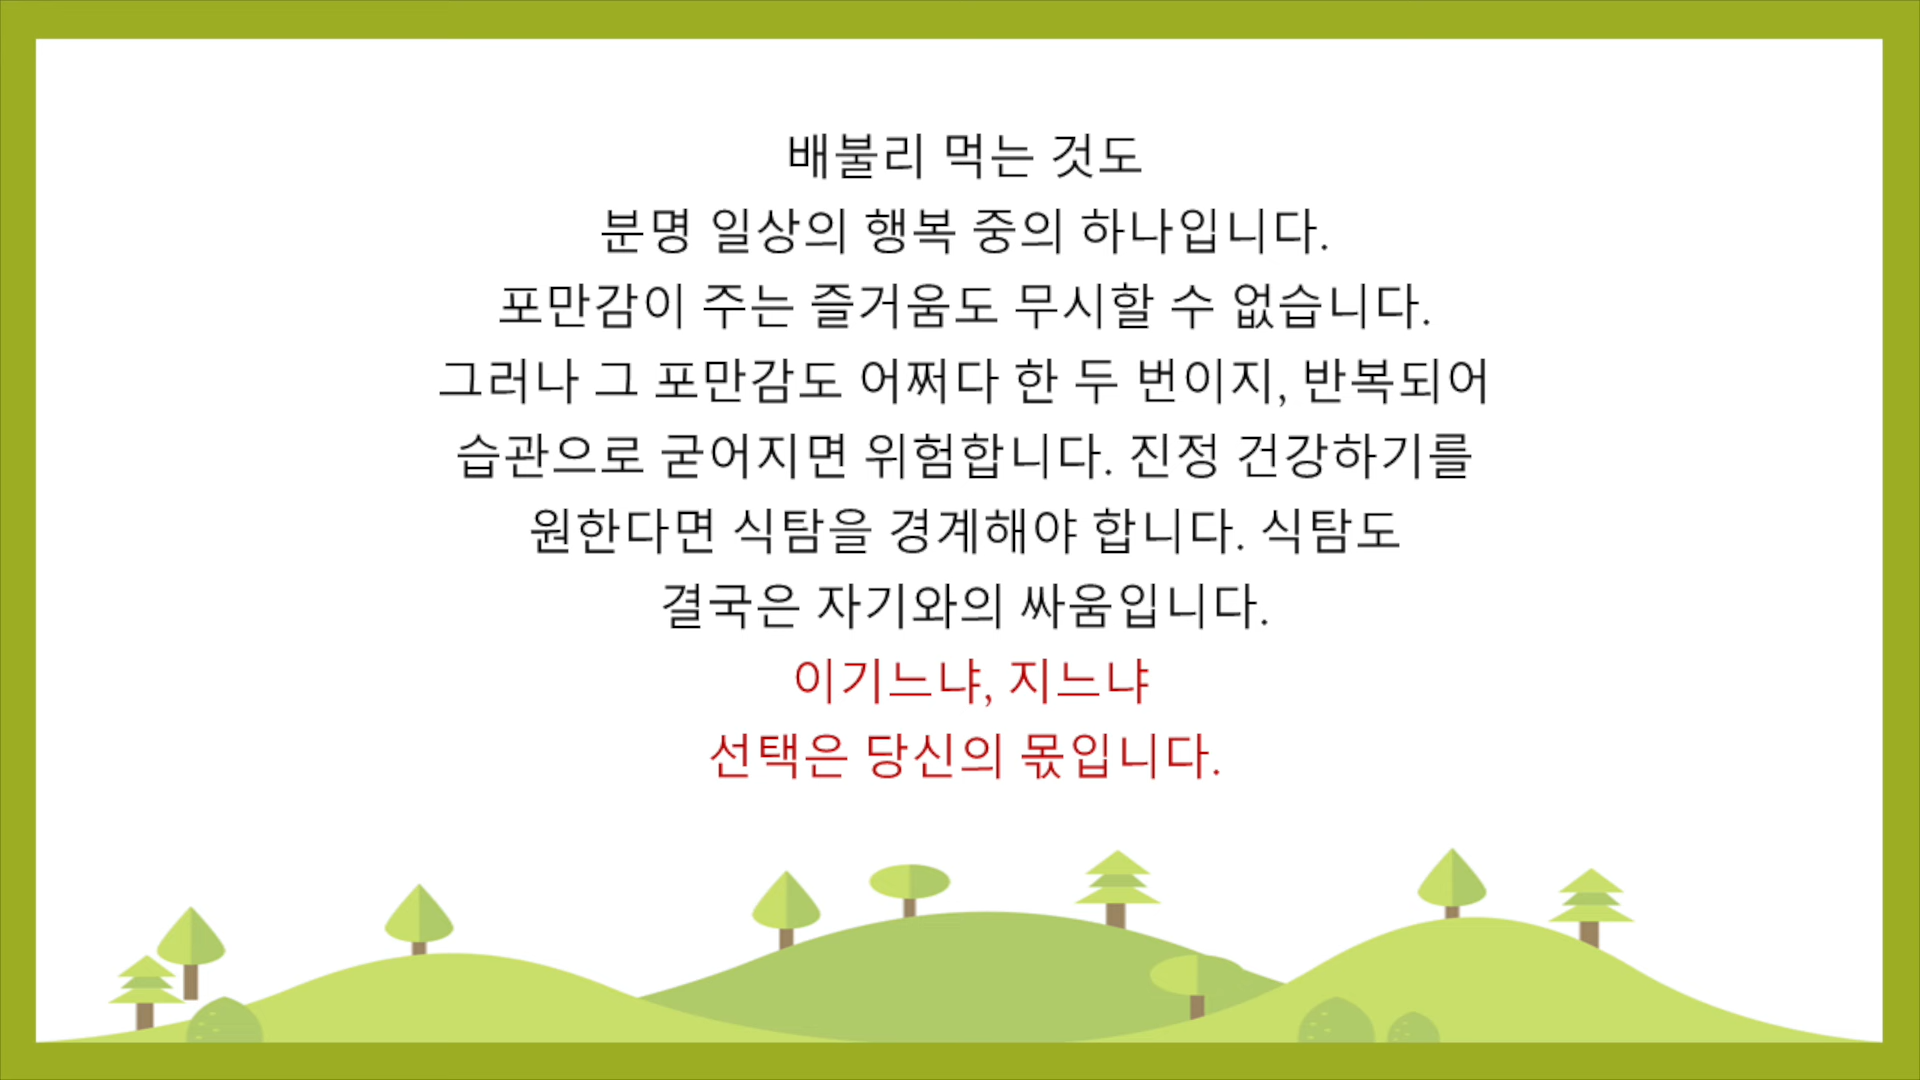 배불리 먹는 것도
분명 일상의 행복 중의 하나입니다.
포만감이 주는 즐거움도 무시할 수 없습니다.
그러나 그 포만감도 어쩌다 한 두 번이지, 반복되어
습관으로 굳어지면 위험합니다. 진정 건강하기를
원한다면 식탐을 경계해야 합니다. 식탐도
결국은 자기와의 싸움입니다.
이기느냐, 지느냐
선택은 당신의 몫입니다.